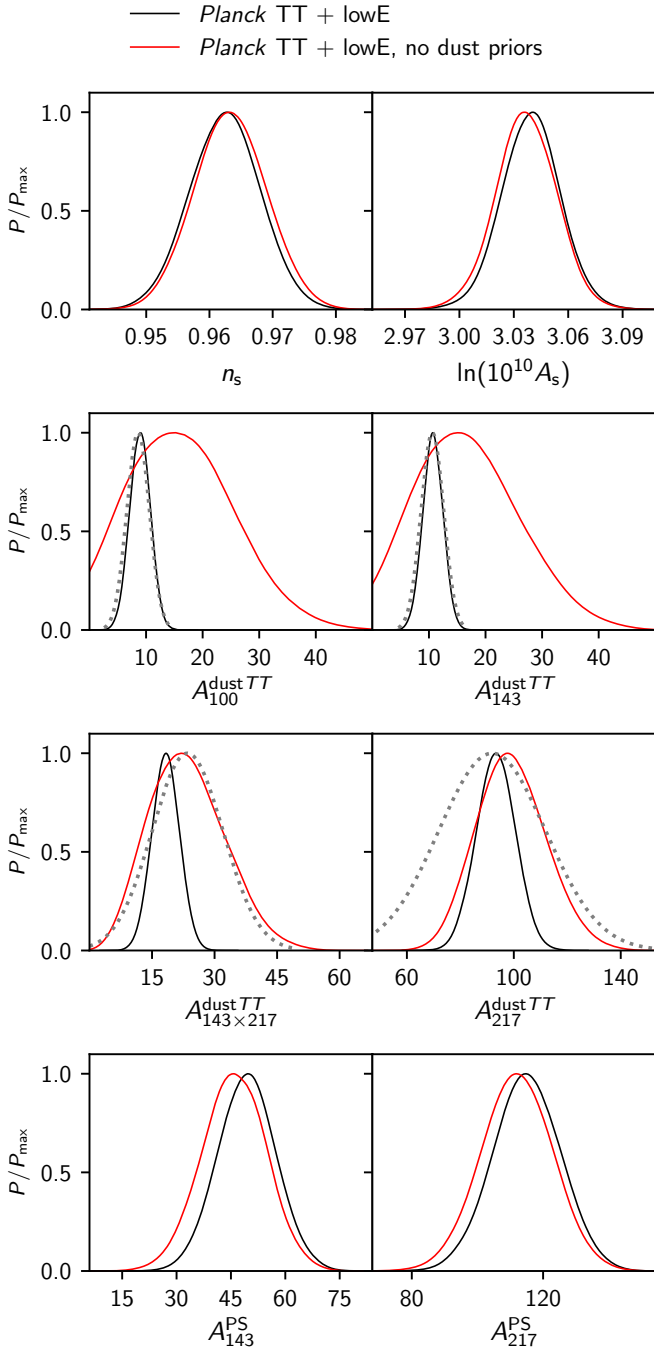 Planck TT + lowE
Planck TT + lowE, no dust priors
P/P_max
1.0
0.5
0.0
0.95 0.96 0.97 0.98
n_s
2.97 3.00 3.03 3.06 3.09
ln(10^10 A_s)
P/P_max
1.0
0.5
0.0
10 20 30 40
A_100^dust TT
10 20 30 40
A_143^dust TT
P/P_max
1.0
0.5
0.0
15 30 45 60
A_143×217^dust TT
60 100 140
A_217^dust TT
P/P_max
1.0
0.5
0.0
15 30 45 60 75
A_143^PS
80 120
A_217^PS